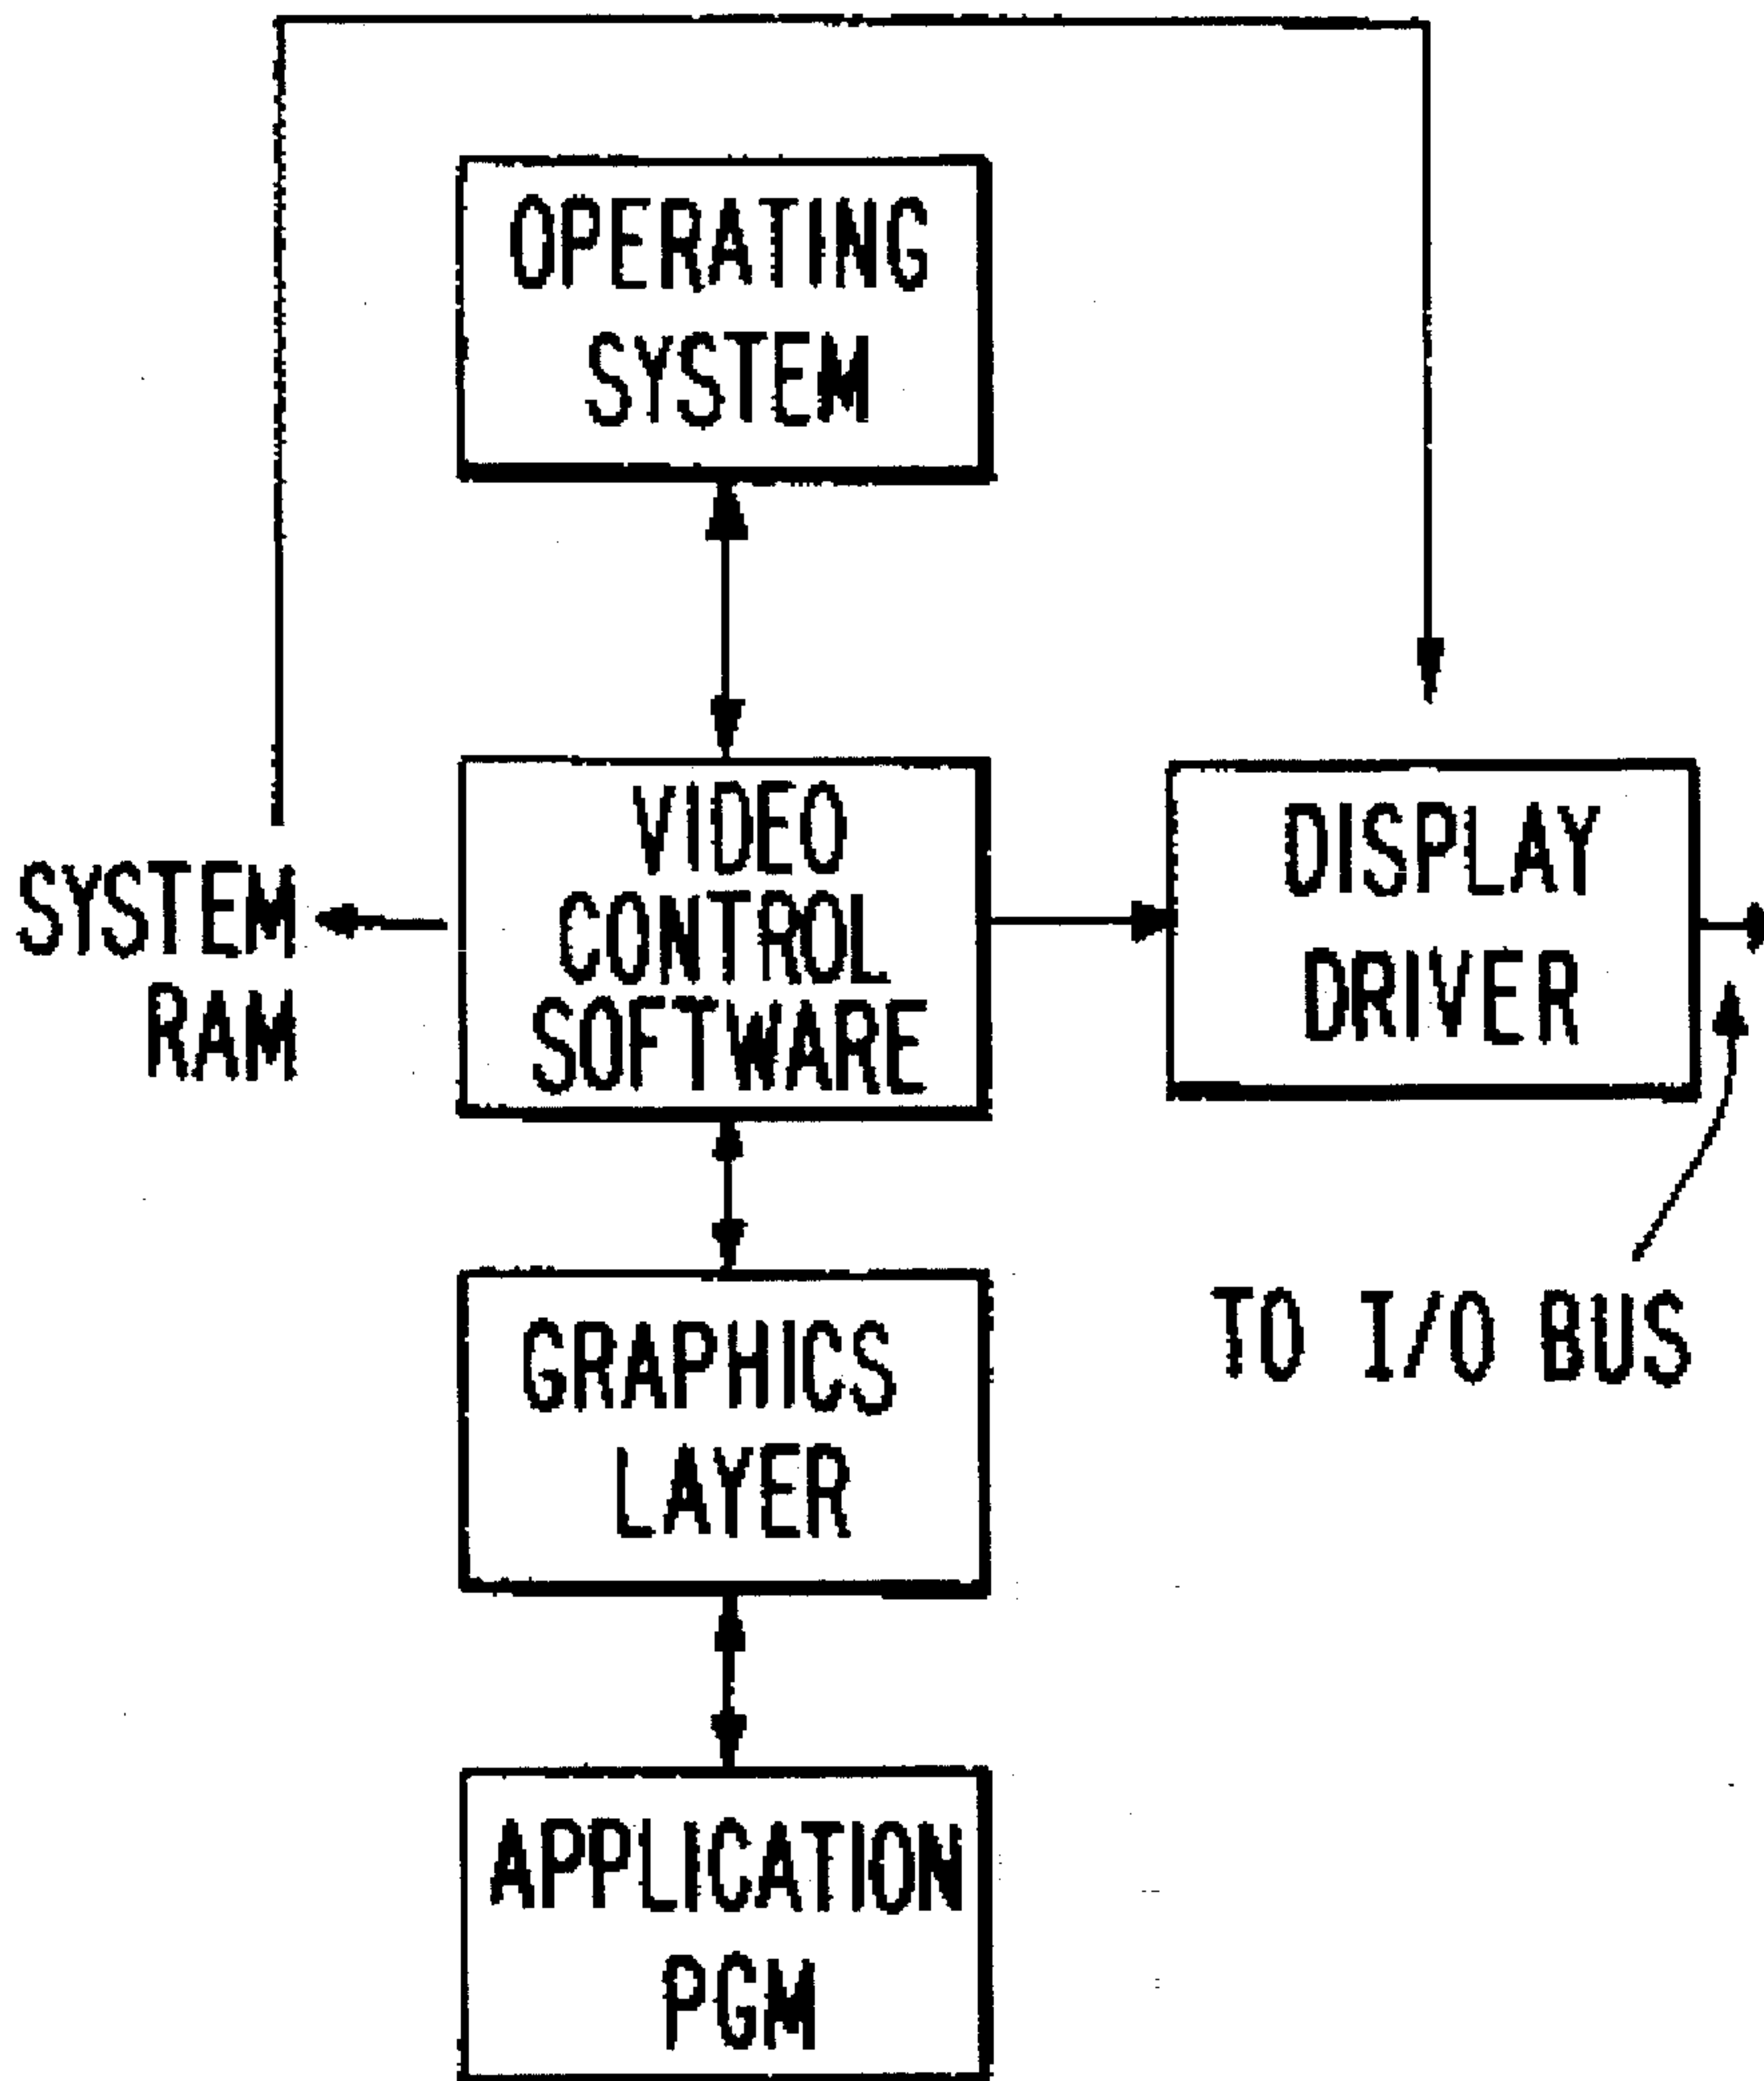 OPERATING
SYSTEM
VIDEO
CONTROL
SOFTWARE
SYSTEM
RAM
DISPLAY
DRIVER
TO I/O BUS
GRAPHICS
LAYER
APPLICATION
PGM